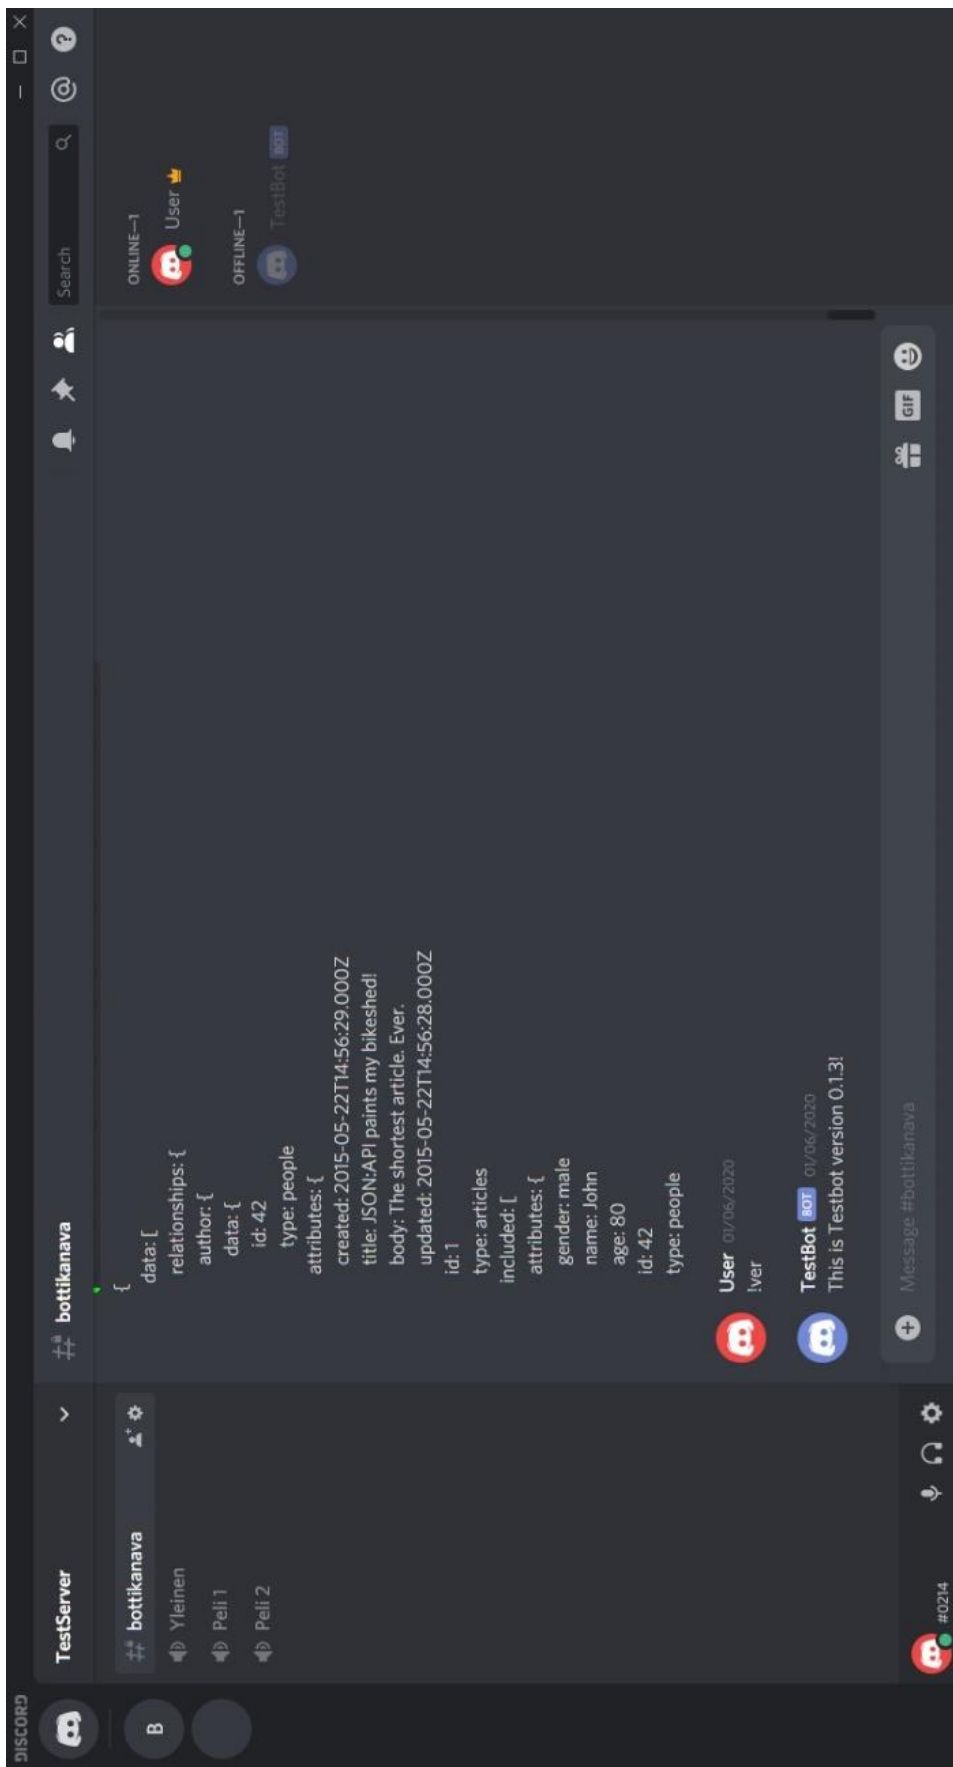 DISCORD
TestServer
# bottikanava
Search
B
# bottikanava
Yleinen
Peli 1
Peli 2
#0214
{
data: [
relationships: {
author: {
data: {
id: 42
type: people
attributes: {
created: 2015-05-22T14:56:29.000Z
title: JSON:API paints my bikeshed!
body: The shortest article. Ever.
updated: 2015-05-22T14:56:28.000Z
id: 1
type: articles
included: [
attributes: {
gender: male
name: John
age: 80
id: 42
type: people
User 01/06/2020
!ver
TestBot BOT 01/06/2020
This is Testbot version 0.1.3!
Message #bottikanava
GIF
ONLINE—1
User
OFFLINE—1
TestBot BOT